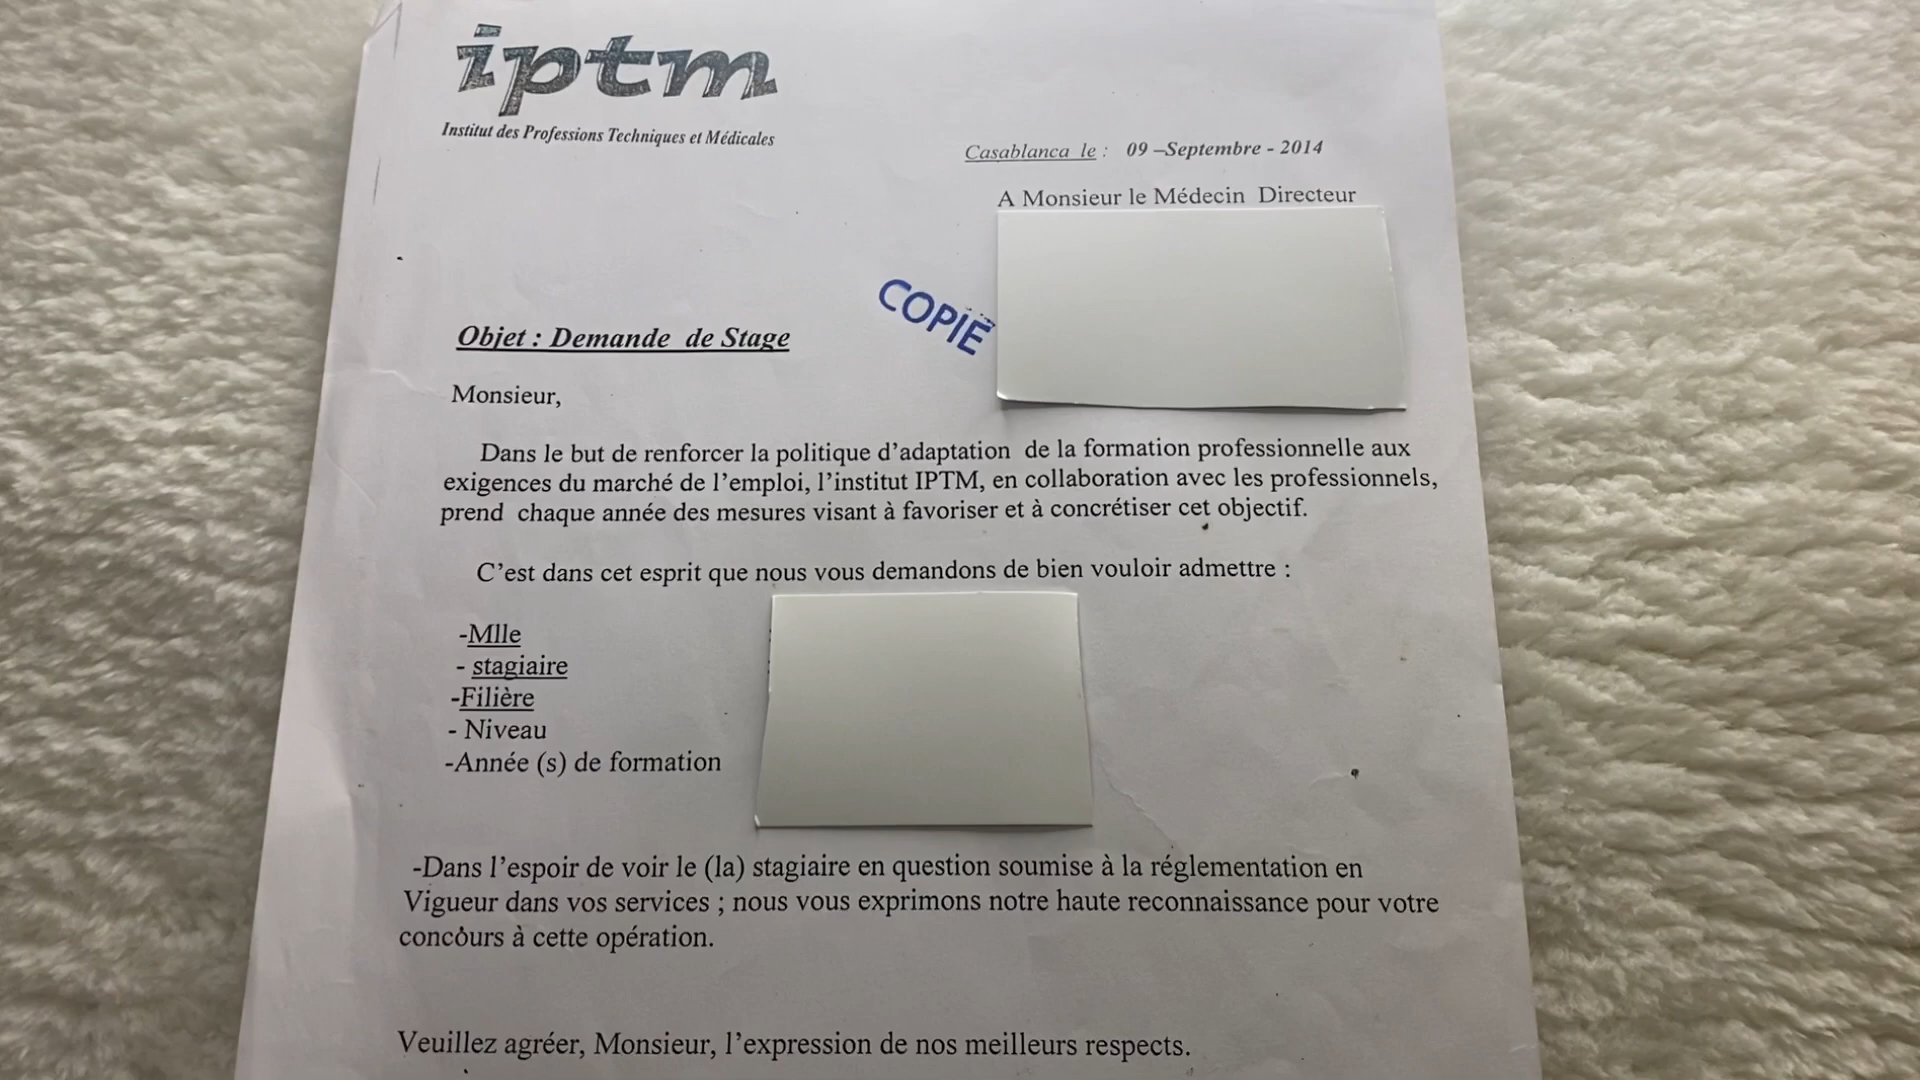 iptm
Institut des Professions Techniques et Médicales
Casablanca le : 09 –Septembre - 2014
A Monsieur le Médecin Directeur
COPIE
Objet : Demande de Stage
Monsieur,
Dans le but de renforcer la politique d’adaptation de la formation professionnelle aux
exigences du marché de l’emploi, l’institut IPTM, en collaboration avec les professionnels,
prend chaque année des mesures visant à favoriser et à concrétiser cet objectif.
C’est dans cet esprit que nous vous demandons de bien vouloir admettre :
-Mlle
- stagiaire
-Filière
- Niveau
-Année (s) de formation
-Dans l’espoir de voir le (la) stagiaire en question soumise à la réglementation en
Vigueur dans vos services ; nous vous exprimons notre haute reconnaissance pour votre
concours à cette opération.
Veuillez agréer, Monsieur, l’expression de nos meilleurs respects.